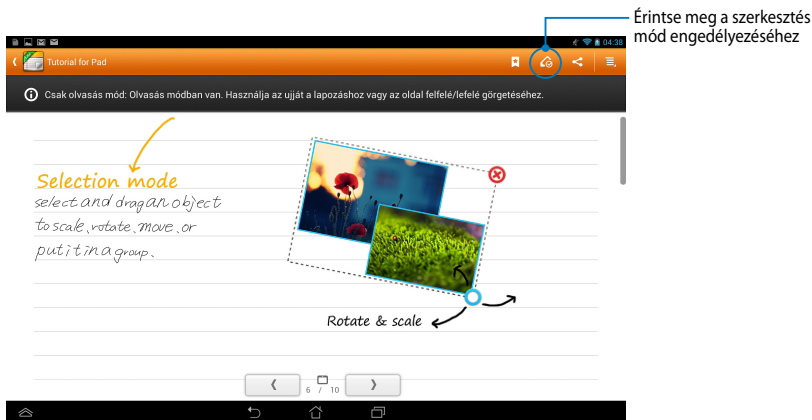 Érintse meg a szerkesztés
mód engedélyezéséhez
04:38
Tutorial for Pad
Csak olvasás mód: Olvasás módban van. Használja az ujját a lapozáshoz vagy az oldal felfelé/lefelé görgetéséhez.
Selection mode
select and drag an object
to scale, rotate, move, or
put it in a group.
Rotate & scale
6 / 10